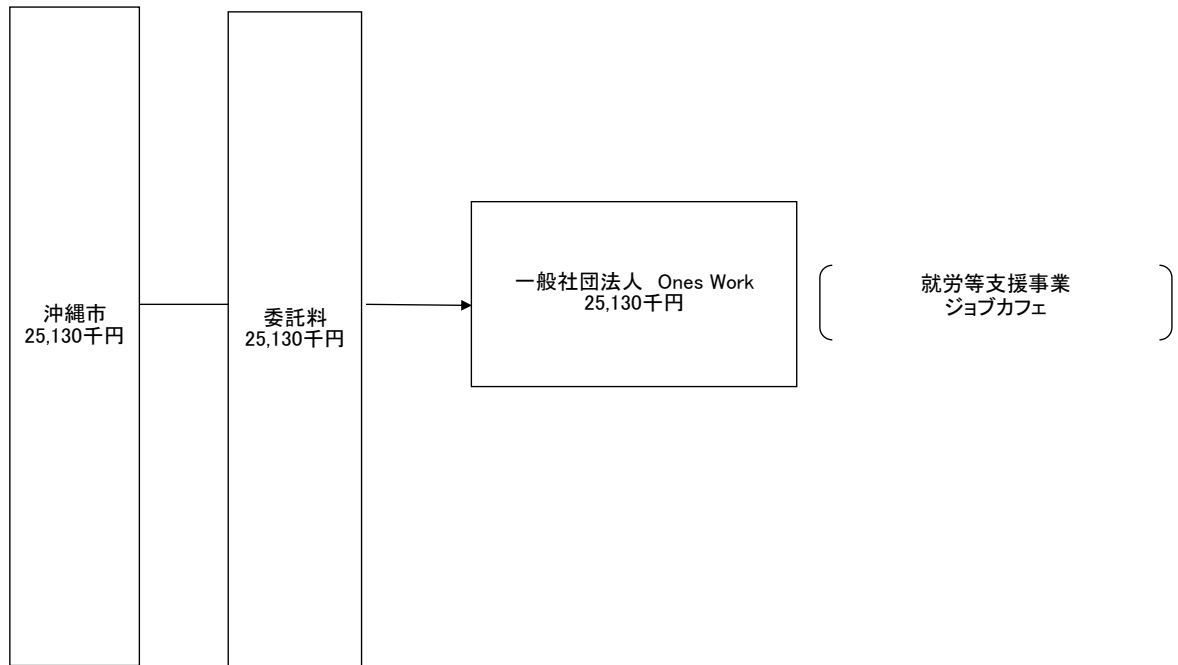 沖縄市
25,130千円
委託料
25,130千円
一般社団法人　Ones Work
25,130千円
就労等支援事業
ジョブカフェ